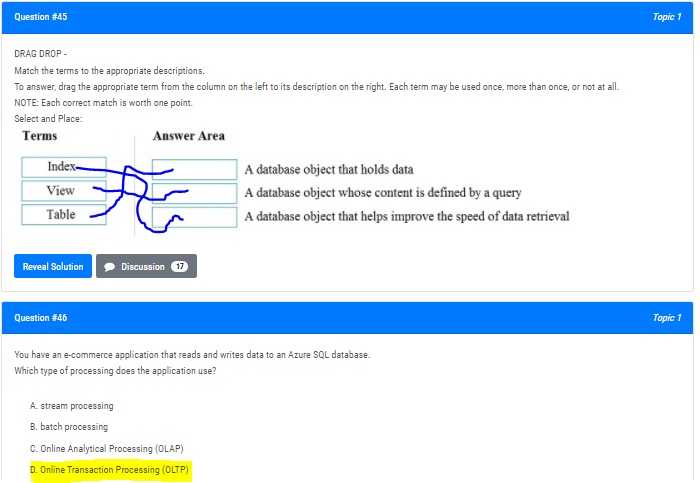 Question #45 Topic 1
DRAG DROP -
Match the terms to the appropriate descriptions.
To answer, drag the appropriate term from the column on the left to its description on the right. Each term may be used once, more than once, or not at all.
NOTE: Each correct match is worth one point.
Select and Place:
Terms Answer Area
Index A database object that holds data
View A database object whose content is defined by a query
Table A database object that helps improve the speed of data retrieval
Reveal Solution Discussion 17
Question #46 Topic 1
You have an e-commerce application that reads and writes data to an Azure SQL database.
Which type of processing does the application use?
A. stream processing
B. batch processing
C. Online Analytical Processing (OLAP)
D. Online Transaction Processing (OLTP)